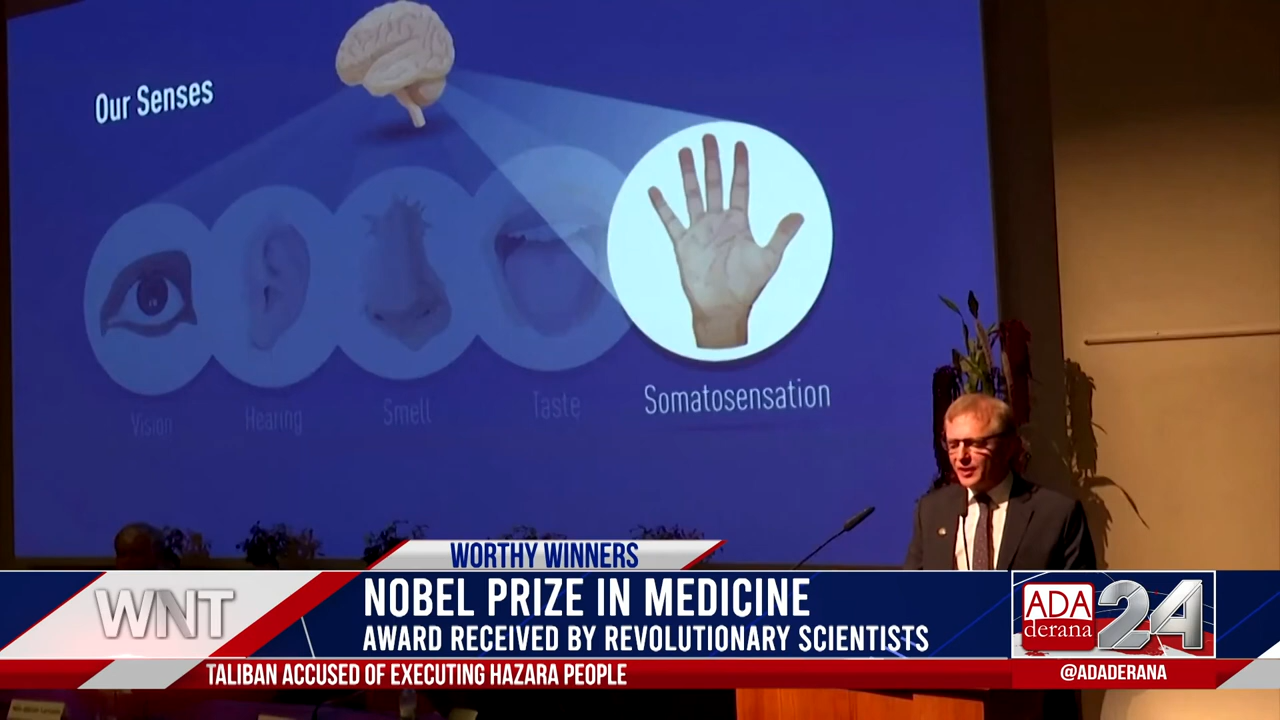 Our Senses
Vision
Hearing
Smell
Taste
Somatosensation
WORTHY WINNERS
WNT
NOBEL PRIZE IN MEDICINE
AWARD RECEIVED BY REVOLUTIONARY SCIENTISTS
ADA
derana
24
TALIBAN ACCUSED OF EXECUTING HAZARA PEOPLE
@ADADERANA